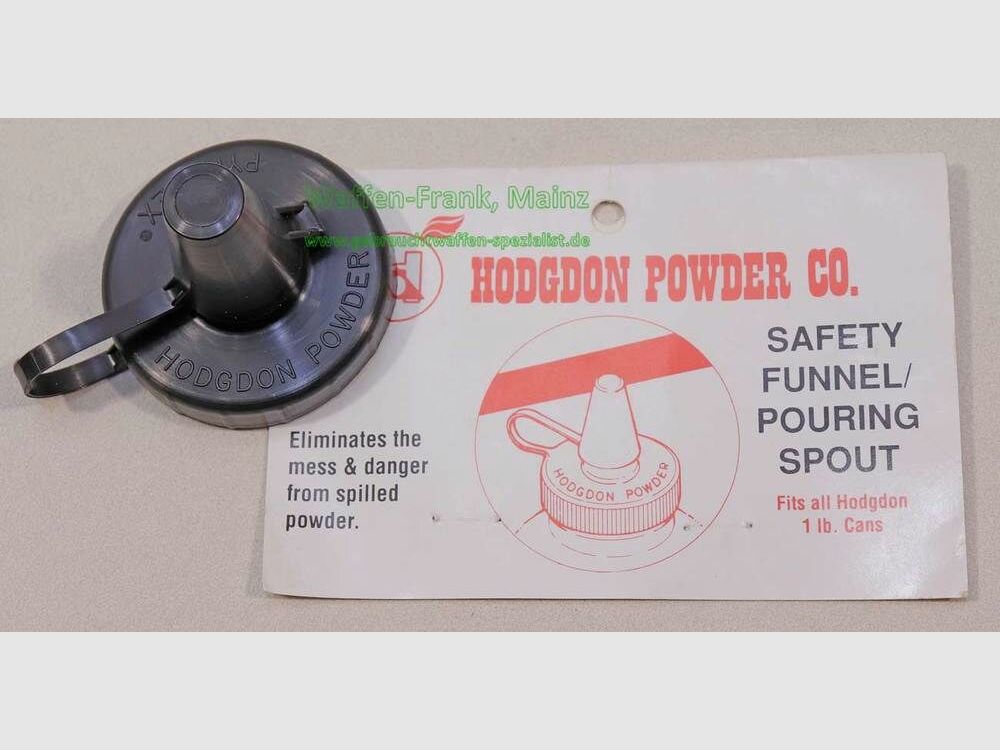 Waffen-Frank, Mainz
www.gebrauchtwaffen-spezialist.de
HODGDON POWDER
HODGDON POWDER CO.
SAFETY
FUNNEL/
POURING
SPOUT
Fits all Hodgdon
1 lb. Cans
Eliminates the
mess & danger
from spilled
powder.
HODGDON POWDER